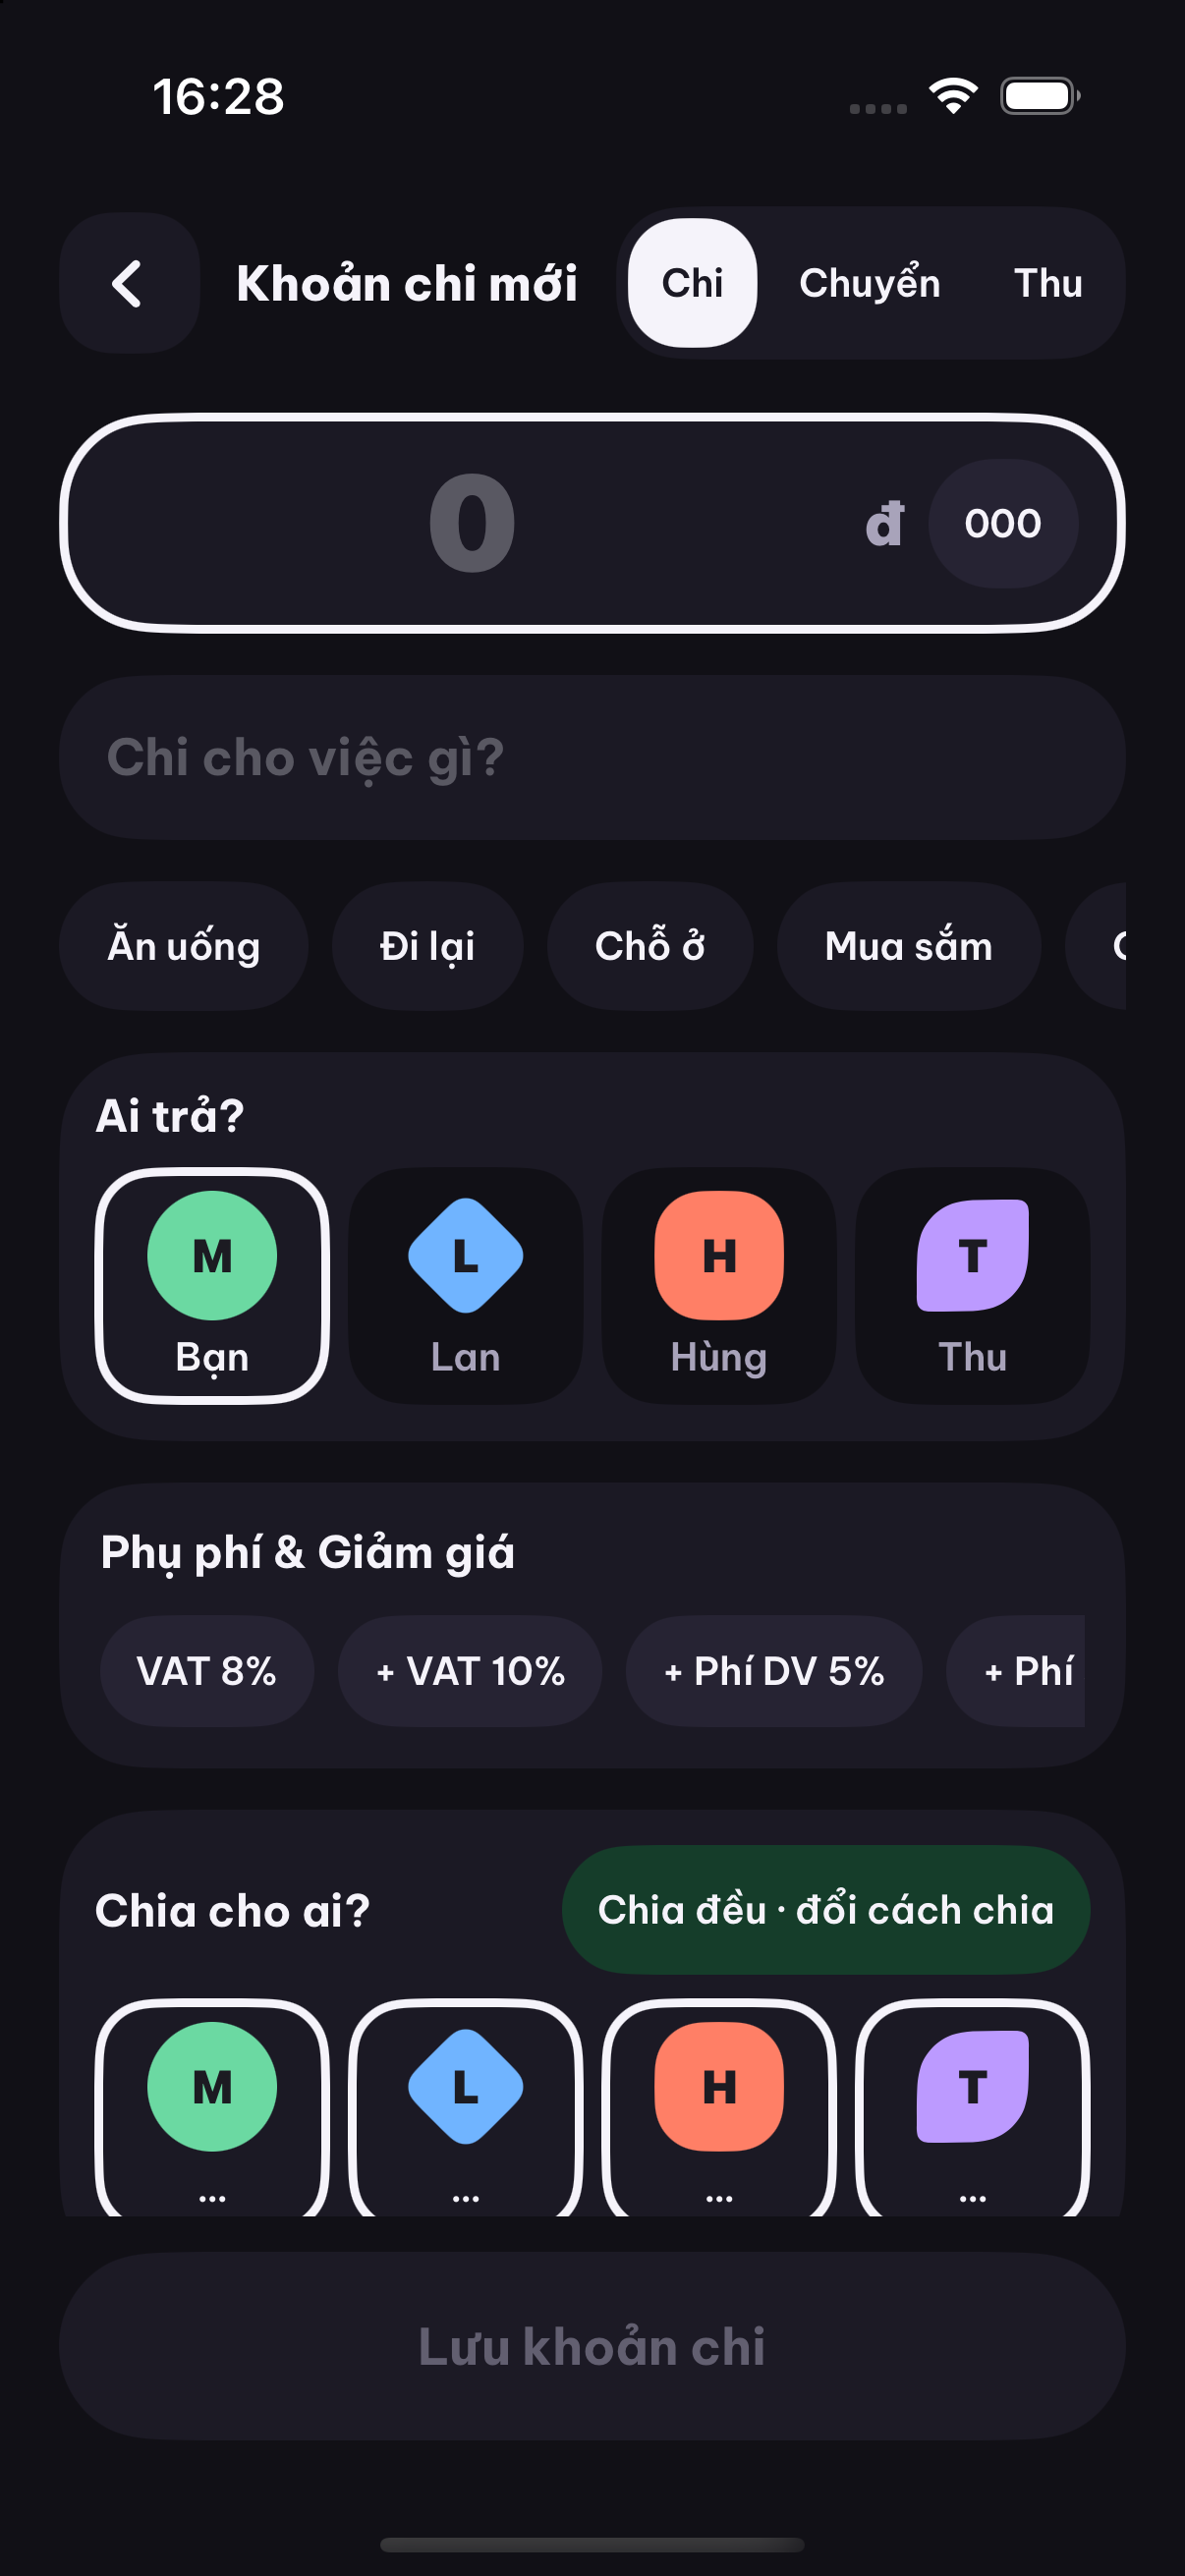 16:28
Khoản chi mới
Chi
Chuyển
Thu
0
đ
000
Chi cho việc gì?
Ăn uống
Đi lại
Chỗ ở
Mua sắm
Ai trả?
M
L
H
T
Bạn
Lan
Hùng
Thu
Phụ phí & Giảm giá
VAT 8%
+ VAT 10%
+ Phí DV 5%
+ Phí
Chia cho ai?
Chia đều · đổi cách chia
M
L
H
T
...
...
...
...
Lưu khoản chi